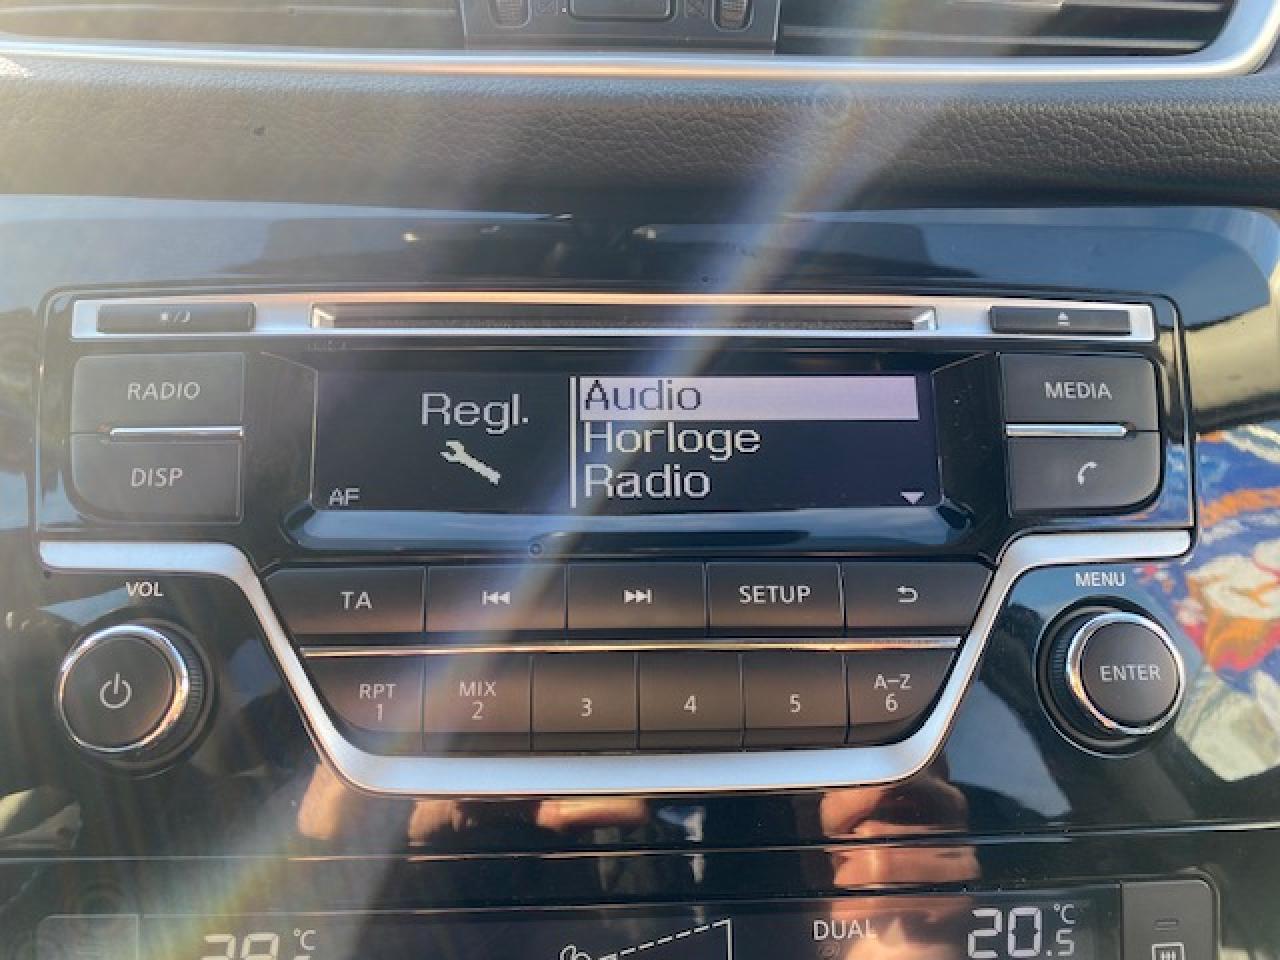 RADIO
DISP
Regl.
AF
Audio
Horloge
Radio
MEDIA
VOL
TA
SETUP
MENU
RPT
1
MIX
2
3
4
5
A-Z
6
ENTER
°C
DUAL
20.5 °C